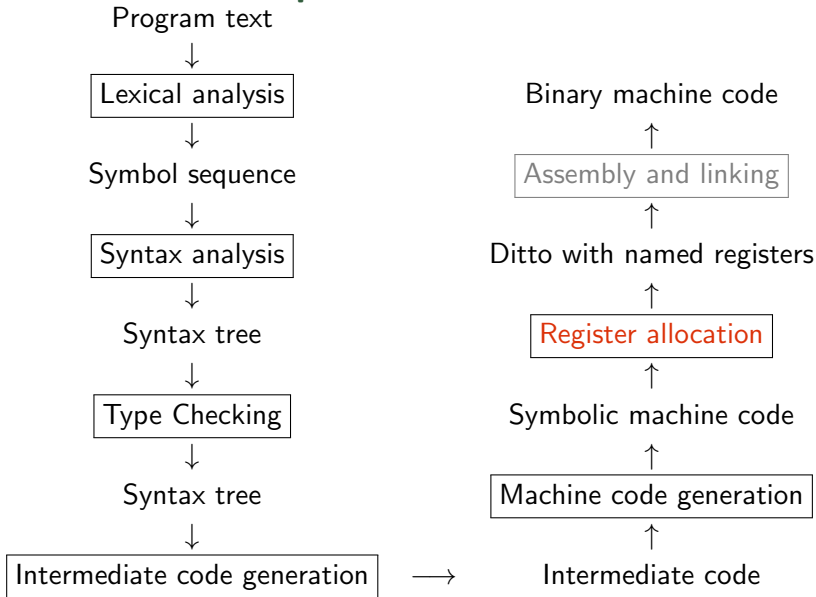 Program text
↓
Lexical analysis
↓
Symbol sequence
↓
Syntax analysis
↓
Syntax tree
↓
Type Checking
↓
Syntax tree
↓
Intermediate code generation
⟶
Binary machine code
↑
Assembly and linking
↑
Ditto with named registers
↑
Register allocation
↑
Symbolic machine code
↑
Machine code generation
↑
Intermediate code